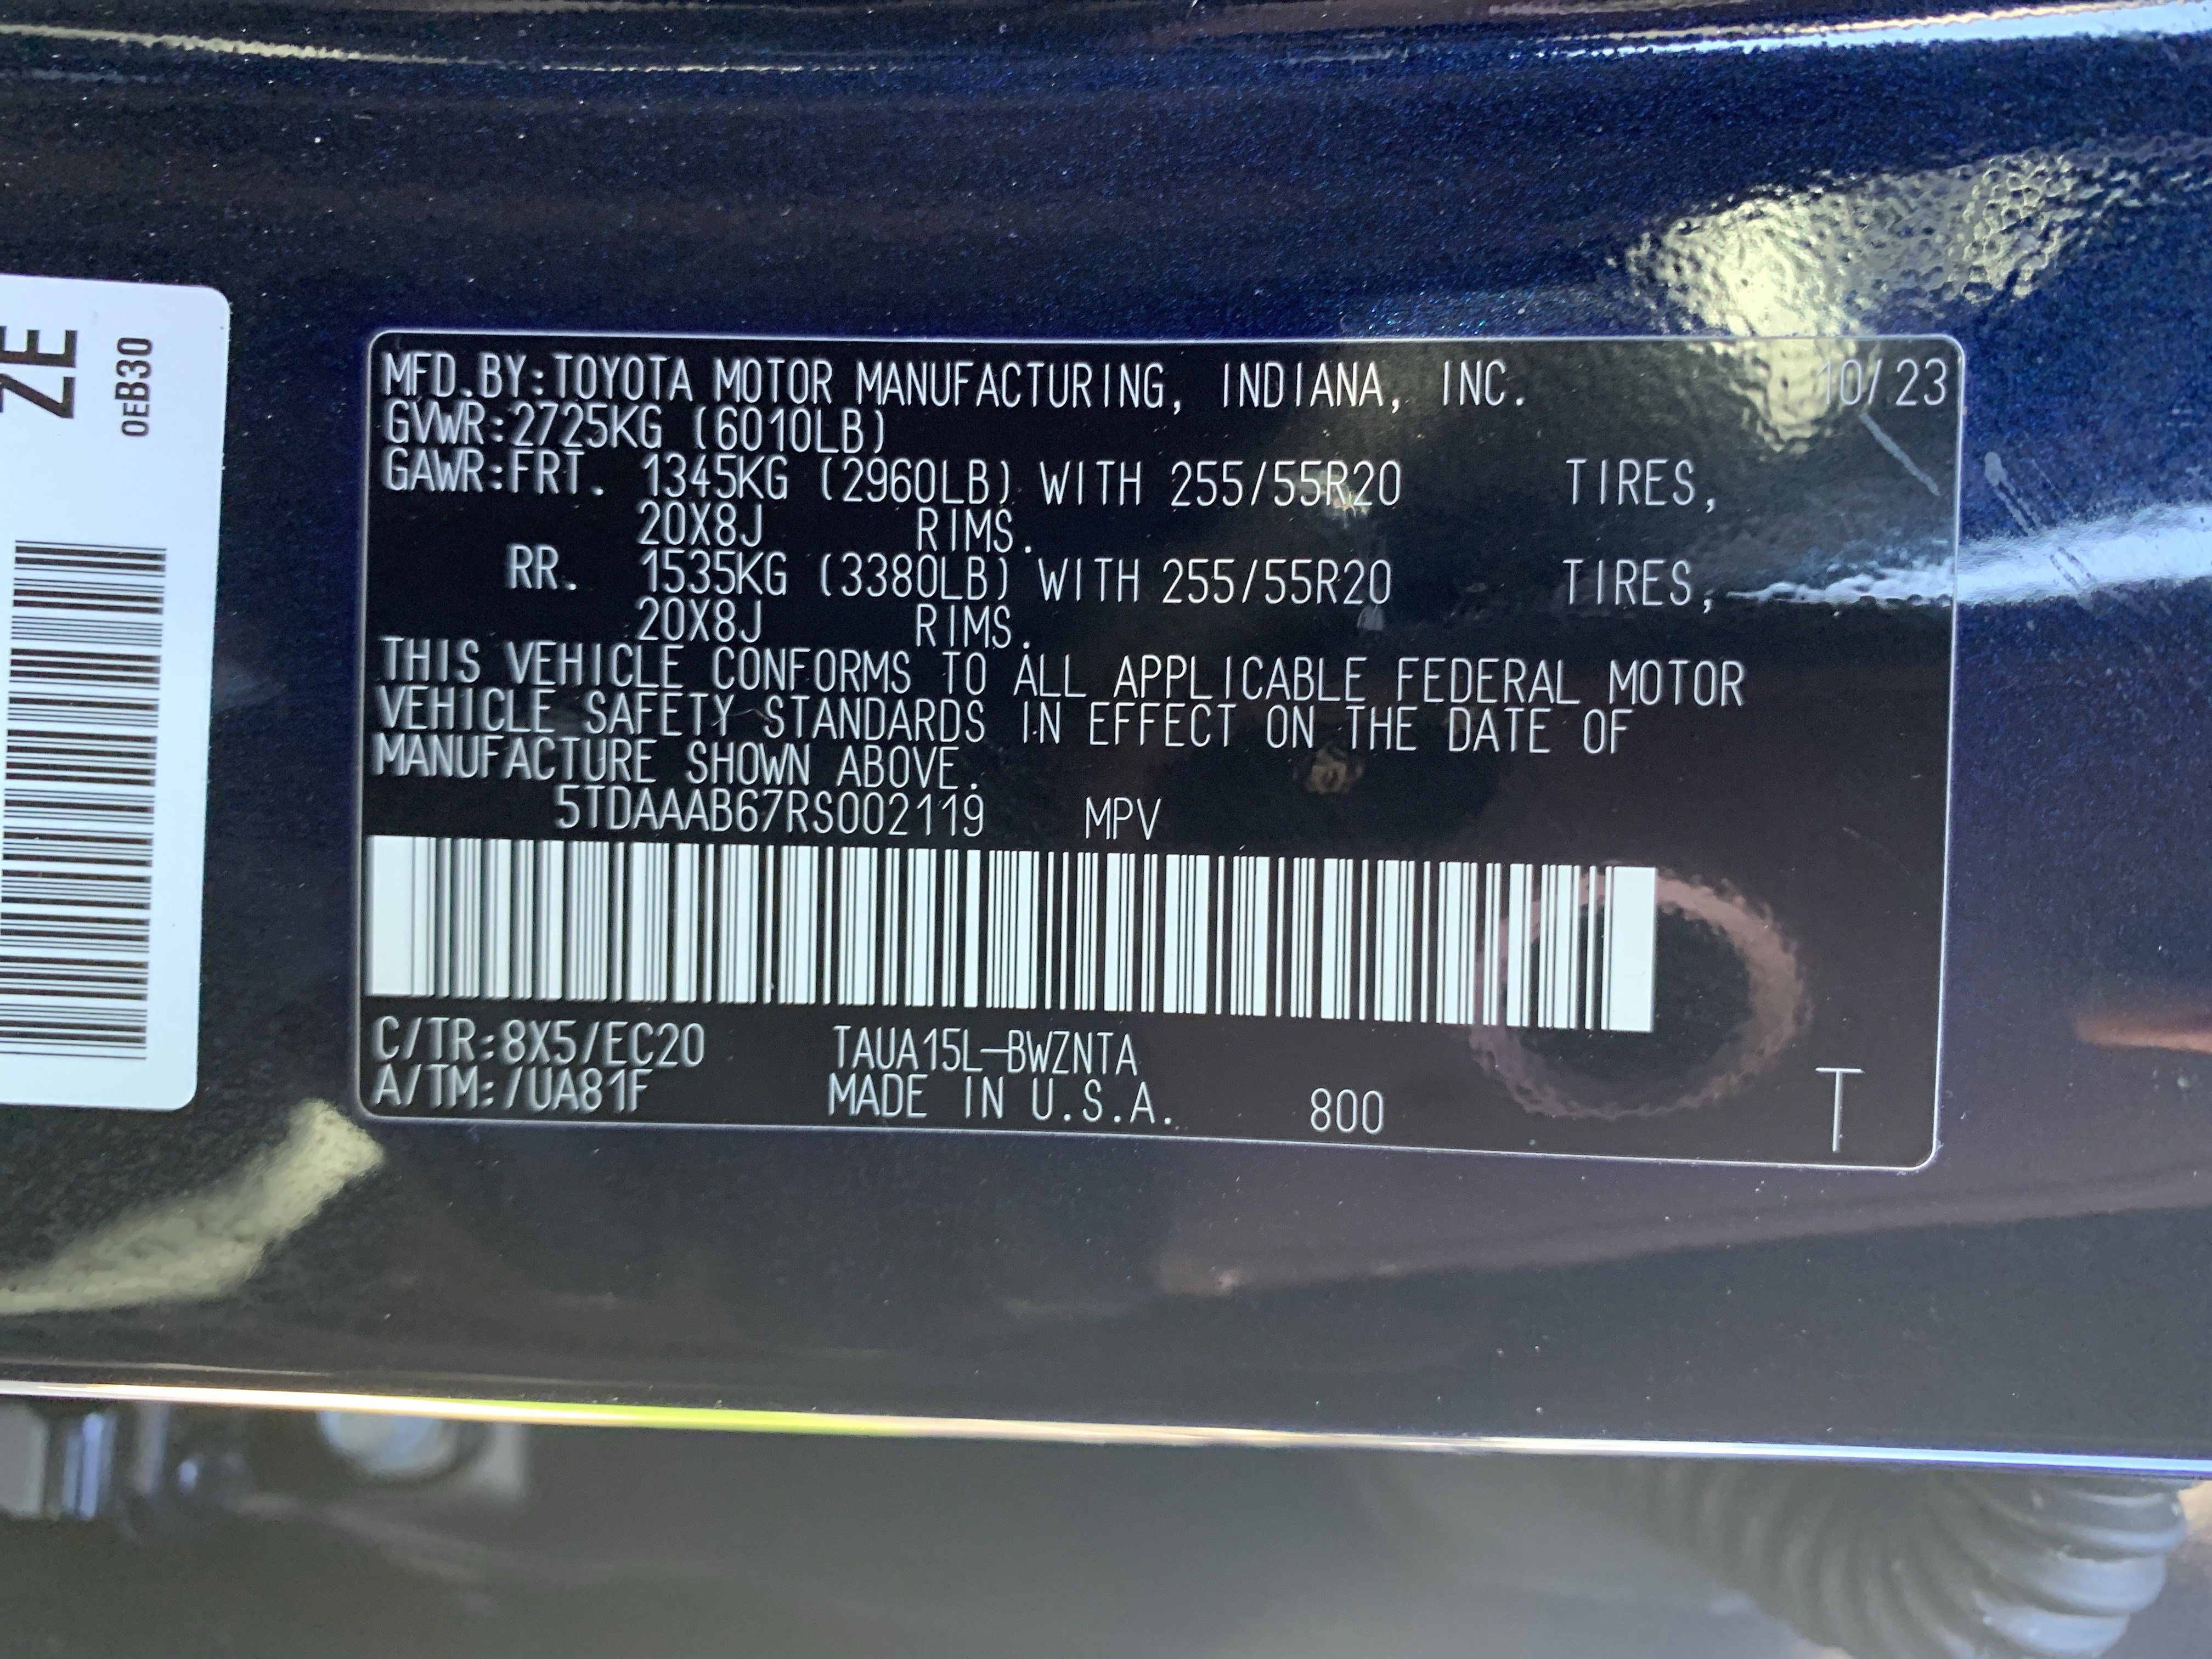 ZE
0EB30
MFD.BY:TOYOTA MOTOR MANUFACTURING, INDIANA, INC. 10/23
GVWR:2725KG (6010LB)
GAWR:FRT. 1345KG (2960LB) WITH 255/55R20 TIRES,
20X8J RIMS.
RR. 1535KG (3380LB) WITH 255/55R20 TIRES,
20X8J RIMS.
THIS VEHICLE CONFORMS TO ALL APPLICABLE FEDERAL MOTOR
VEHICLE SAFETY STANDARDS IN EFFECT ON THE DATE OF
MANUFACTURE SHOWN ABOVE.
5TDAAAB67RS002119 MPV
C/TR:8X5/EC20 TAUA15L-BWZNTA
A/TM:/UA81F MADE IN U.S.A. 800 T